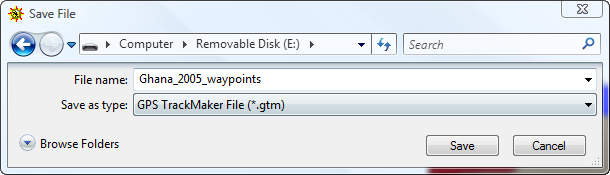 Save File
Computer Removable Disk (E:) Search
File name: Ghana_2005_waypoints
Save as type: GPS TrackMaker File (*.gtm)
Browse Folders Save Cancel